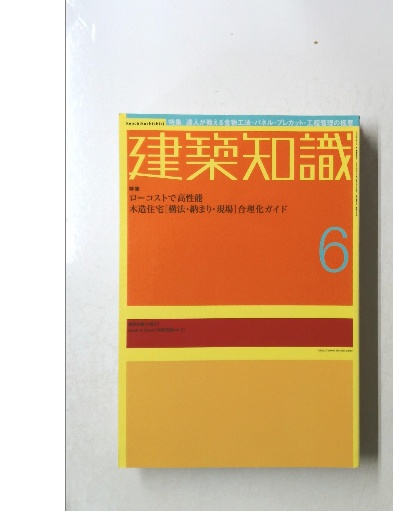 kenchikuchishiki
特集 達人が教える金物工法・パネル・プレカット・工程管理の極意
建築知識
特集
ローコストで高性能
木造住宅［構法・納まり・現場］合理化ガイド
6